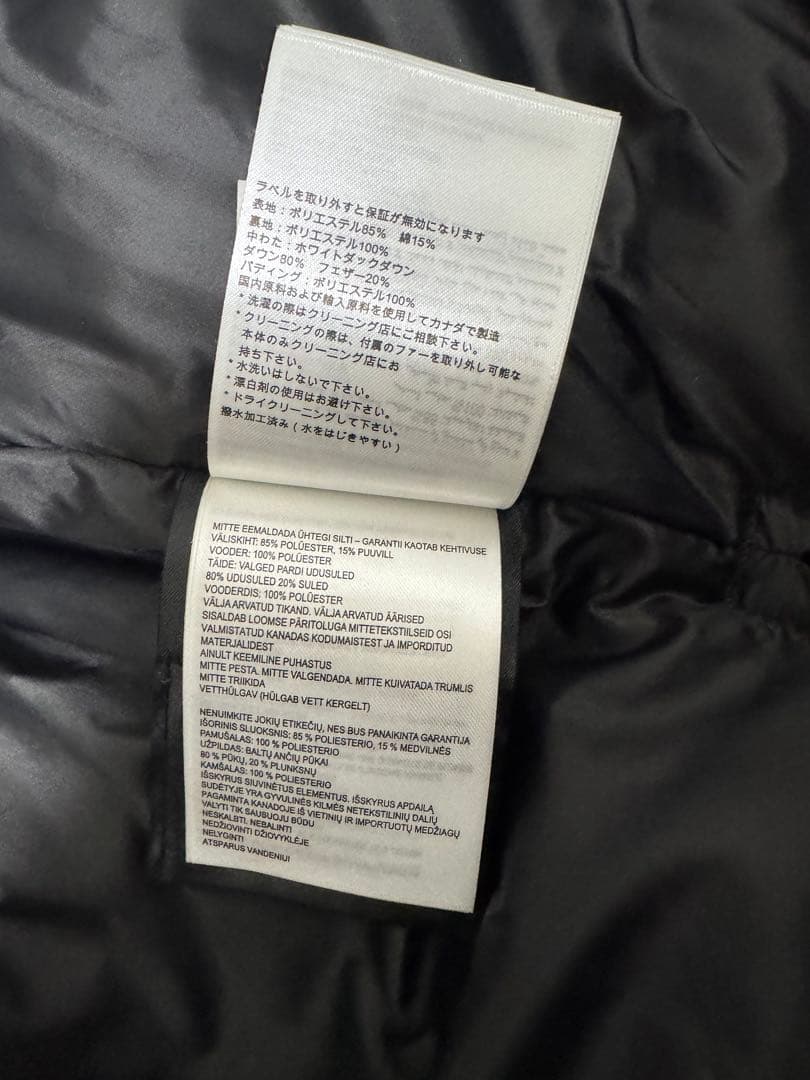 ラベルを取り外すと保証が無効になります
表地：ポリエステル85%　綿15%
裏地：ポリエステル100%
中わた：ホワイトダックダウン
ダウン80%　フェザー20%
パディング：ポリエステル100%
国内原料および輸入原料を使用してカナダで製造
* 洗濯の際はクリーニング店にご相談下さい。
* クリーニングの際は、付属のファーを取り外し可能な
本体のみクリーニング店にお
持ち下さい。
* 水洗いはしないで下さい。
* 漂白剤の使用はお避け下さい。
* ドライクリーニングして下さい。
撥水加工済み（水をはじきやすい）
MITTE EEMALDADA ÜHTEGI SILTI – GARANTII KAOTAB KEHTIVUSE
VÄLISKIHT: 85% POLÜESTER, 15% PUUVILL
VOODER: 100% POLÜESTER
TÄIDE: VALGED PARDI UDUSULED
80% UDUSULED 20% SULED
VOODERDIS: 100% POLÜESTER
VÄLJA ARVATUD TIKAND. VÄLJA ARVATUD ÄÄRISED
SISALDAB LOOMSE PÄRITOLUGA MITTETEKSTIILSEID OSI
VALMISTATUD KANADAS KODUMAISTEST JA IMPORDITUD
MATERJALIDEST
AINULT KEEMILINE PUHASTUS
MITTE PESTA. MITTE VALGENDADA. MITTE KUIVATADA TRUMLIS
MITTE TRIIKIDA
VETTHÜLGAV (HÜLGAB VETT KERGELT)
NENUIMKITE JOKIŲ ETIKEČIŲ, NES BUS PANAIKINTA GARANTIJA
IŠORINIS SLUOKSNIS: 85 % POLIESTERIO, 15 % MEDVILNĖS
PAMUŠALAS: 100 % POLIESTERIO
UŽPILDAS: BALTŲ ANČIŲ PŪKAI
80 % PŪKŲ, 20 % PLUNKSNŲ
KAMŠALAS: 100 % POLIESTERIO
IŠSKYRUS SIUVINĖTUS ELEMENTUS. IŠSKYRUS APDAILĄ
SUDĖTYJE YRA GYVULINĖS KILMĖS NETEKSTILINIŲ DALIŲ
PAGAMINTA KANADOJE IŠ VIETINIŲ IR IMPORTUOTŲ MEDŽIAGŲ
VALYTI TIK SAUSUOJU BŪDU
NESKALBTI. NEBALINTI
NEDŽIOVINTI DŽIOVYKLĖJE
NELYGINTI
ATSPARUS VANDENIUI